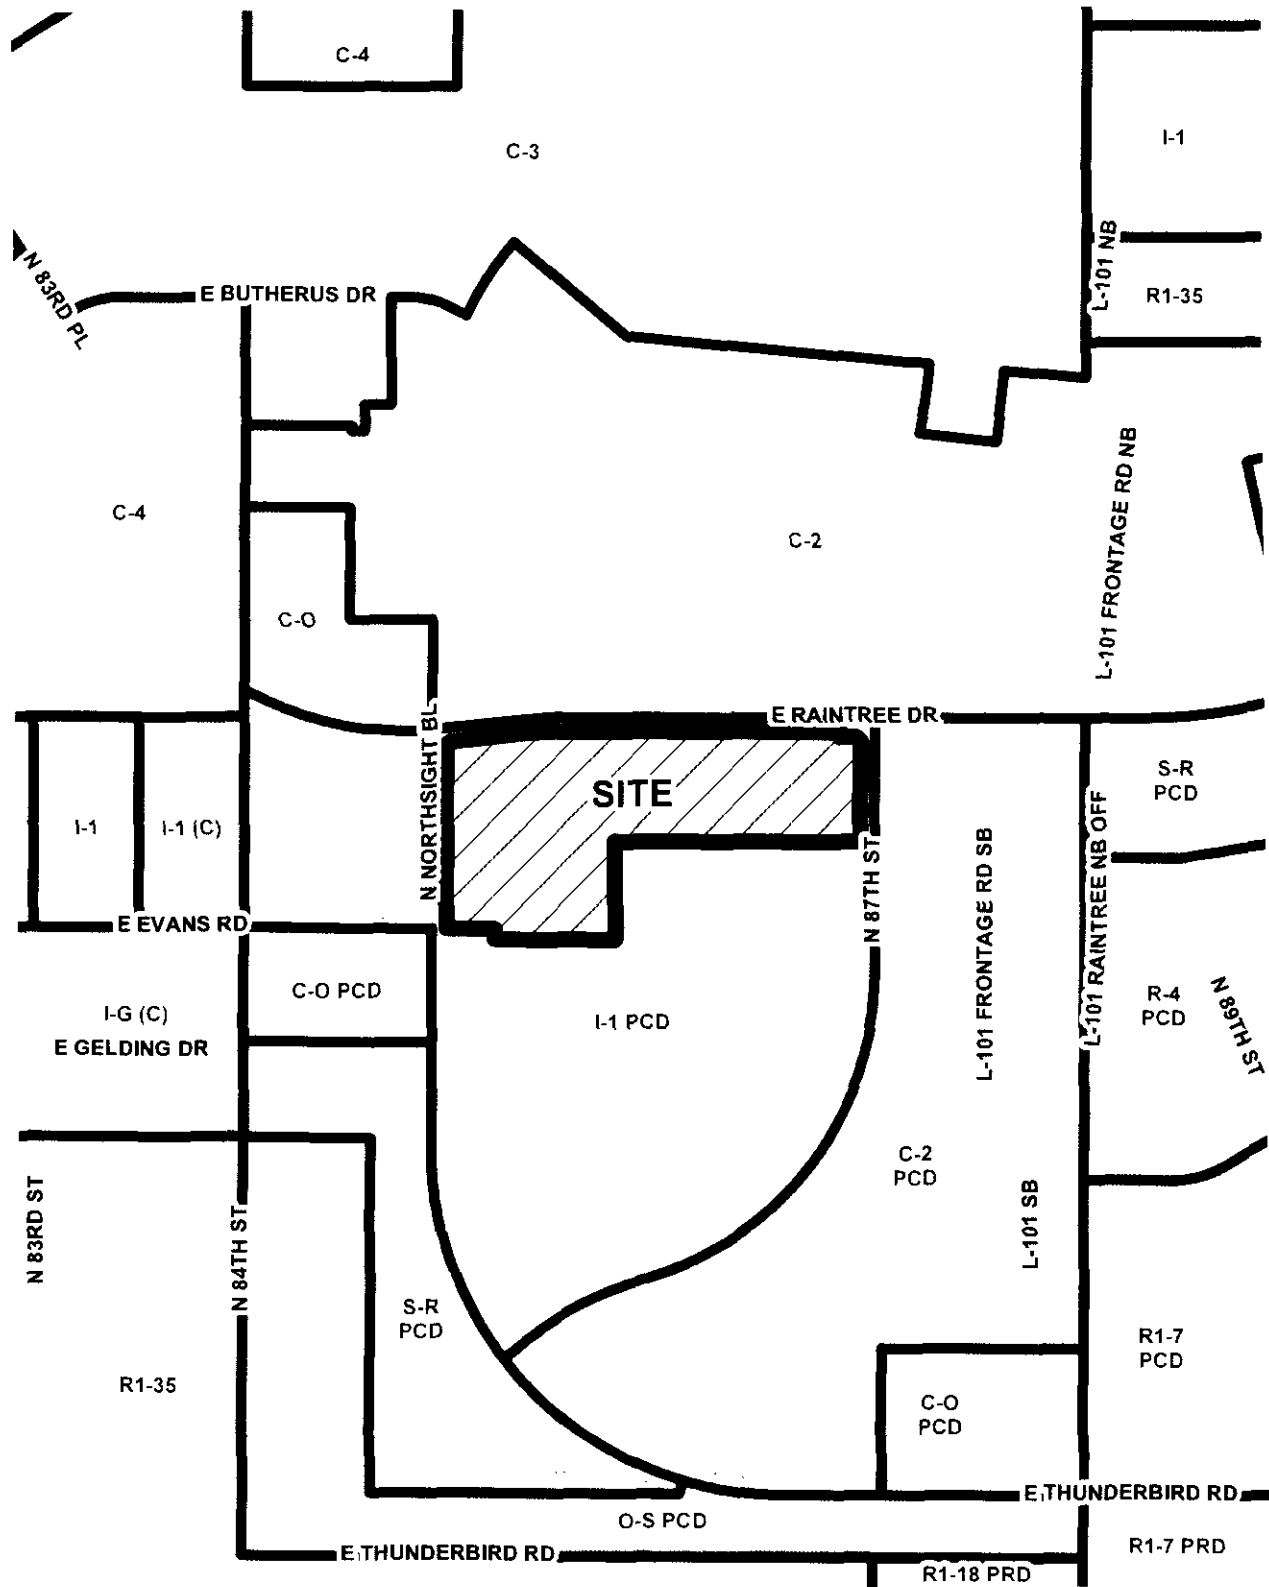 C-4
C-3
I-1
L-101 NB
N 83RD PL
E BUTHERUS DR
R1-35
C-4
C-2
L-101 FRONTAGE RD NB
C-O
E RAINTREE DR
N NORTHSIGHT BL
SITE
S-R
PCD
I-1
I-1 (C)
N 87TH ST
L-101 FRONTAGE RD SB
L-101 RAINTREE NB OFF
E EVANS RD
C-O PCD
I-G (C)
E GELDING DR
I-1 PCD
R-4
PCD
N 89TH ST
C-2
PCD
N 83RD ST
N 84TH ST
L-101 SB
S-R
PCD
R1-7
PCD
R1-35
C-O
PCD
E THUNDERBIRD RD
O-S PCD
E THUNDERBIRD RD
R1-7 PRD
R1-18 PRD